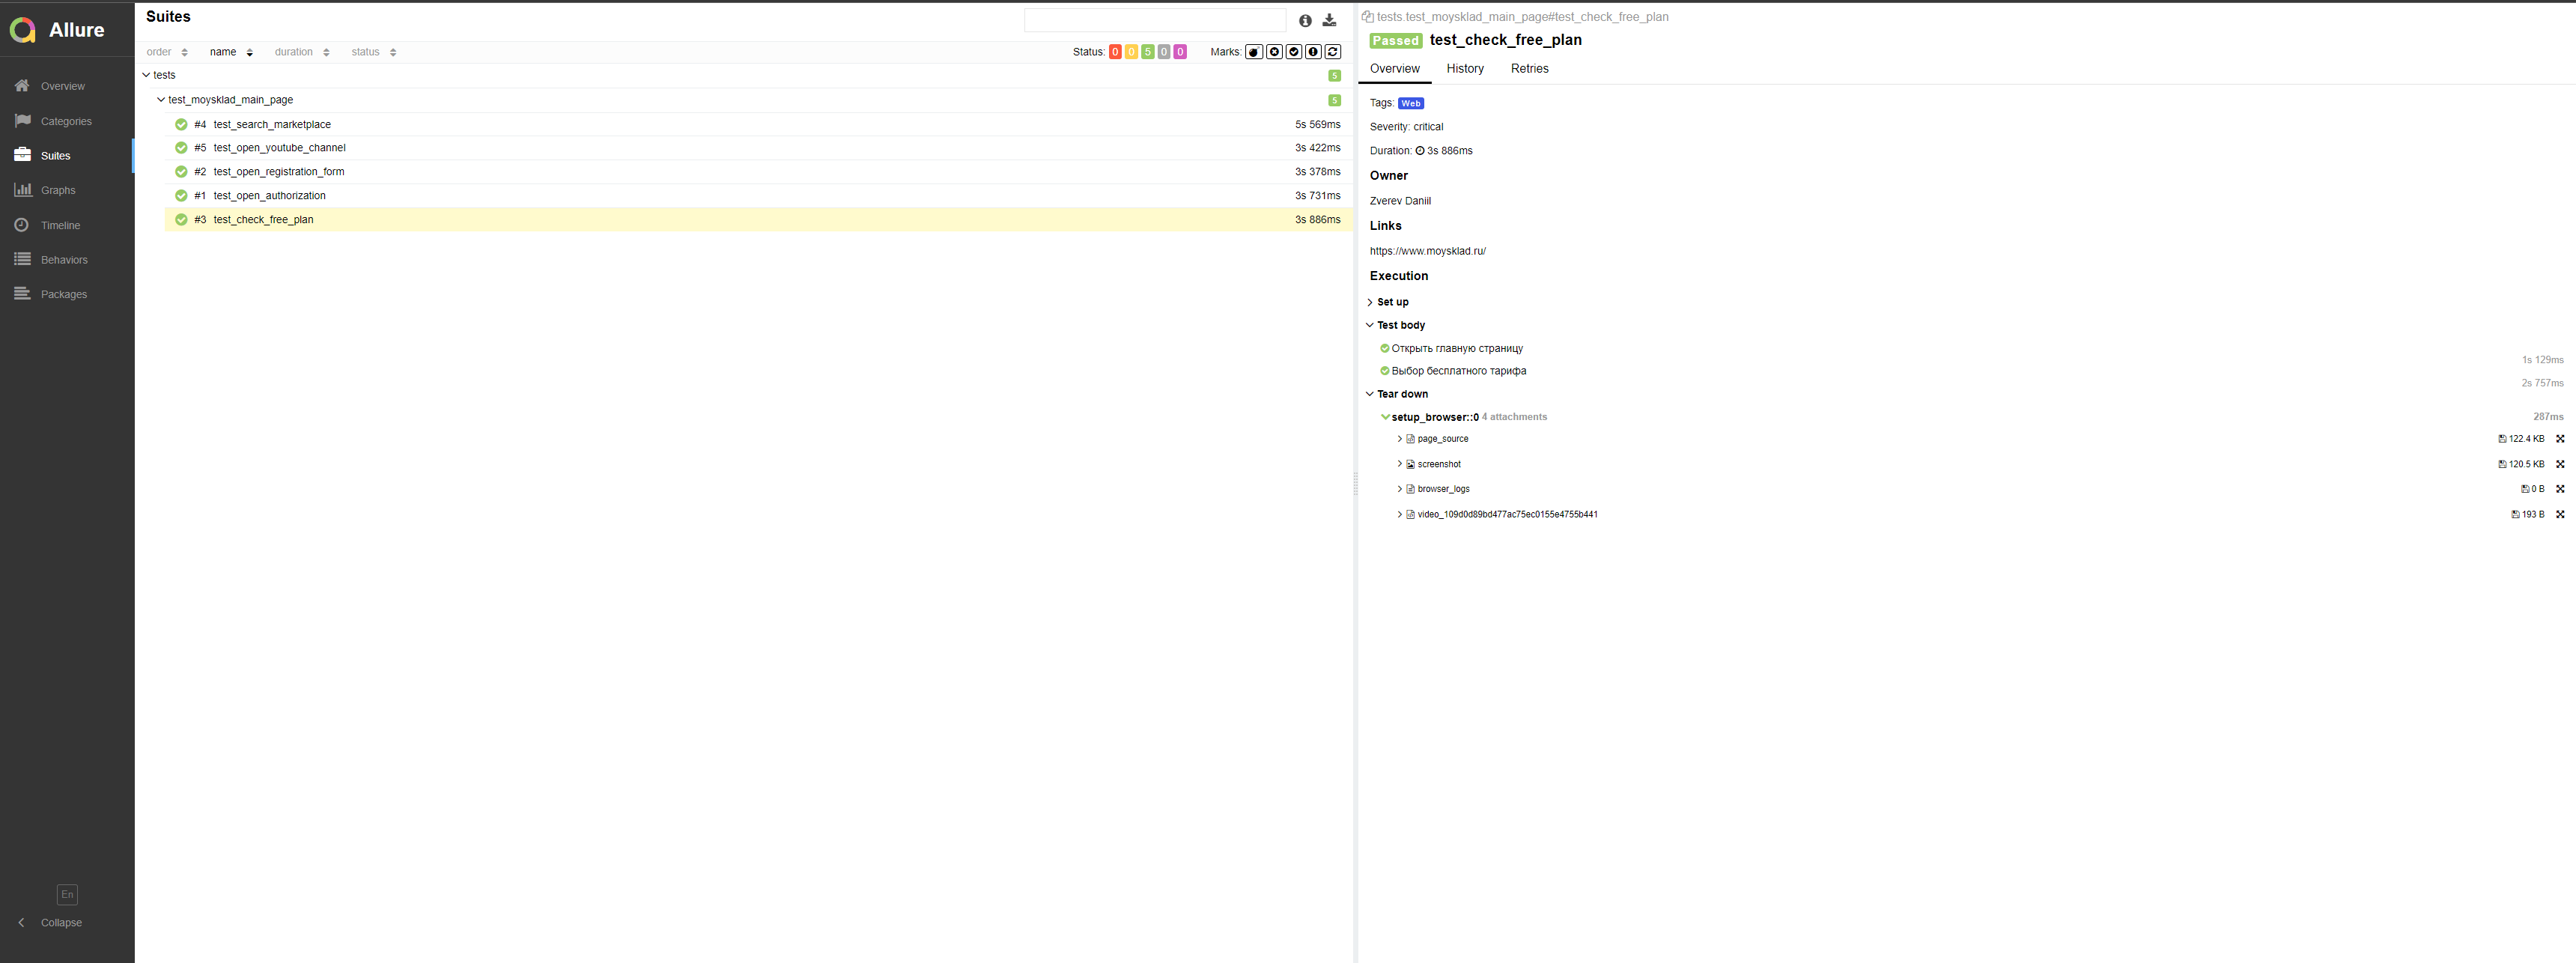 Allure
Overview
Categories
Suites
Graphs
Timeline
Behaviors
Packages
En
Collapse
Suites
order name duration status Status: 0 0 5 0 0 Marks:
tests 5
test_moysklad_main_page 5
#4 test_search_marketplace 5s 569ms
#5 test_open_youtube_channel 3s 422ms
#2 test_open_registration_form 3s 378ms
#1 test_open_authorization 3s 731ms
#3 test_check_free_plan 3s 886ms
tests.test_moysklad_main_page#test_check_free_plan
Passed test_check_free_plan
Overview History Retries
Tags: Web
Severity: critical
Duration: 3s 886ms
Owner
Zverev Daniil
Links
https://www.moysklad.ru/
Execution
Set up
Test body
Открыть главную страницу 1s 129ms
Выбор бесплатного тарифа 2s 757ms
Tear down
setup_browser::0 4 attachments 287ms
page_source 122.4 KB
screenshot 120.5 KB
browser_logs 0 B
video_109d0d89bd477ac75ec0155e4755b441 193 B